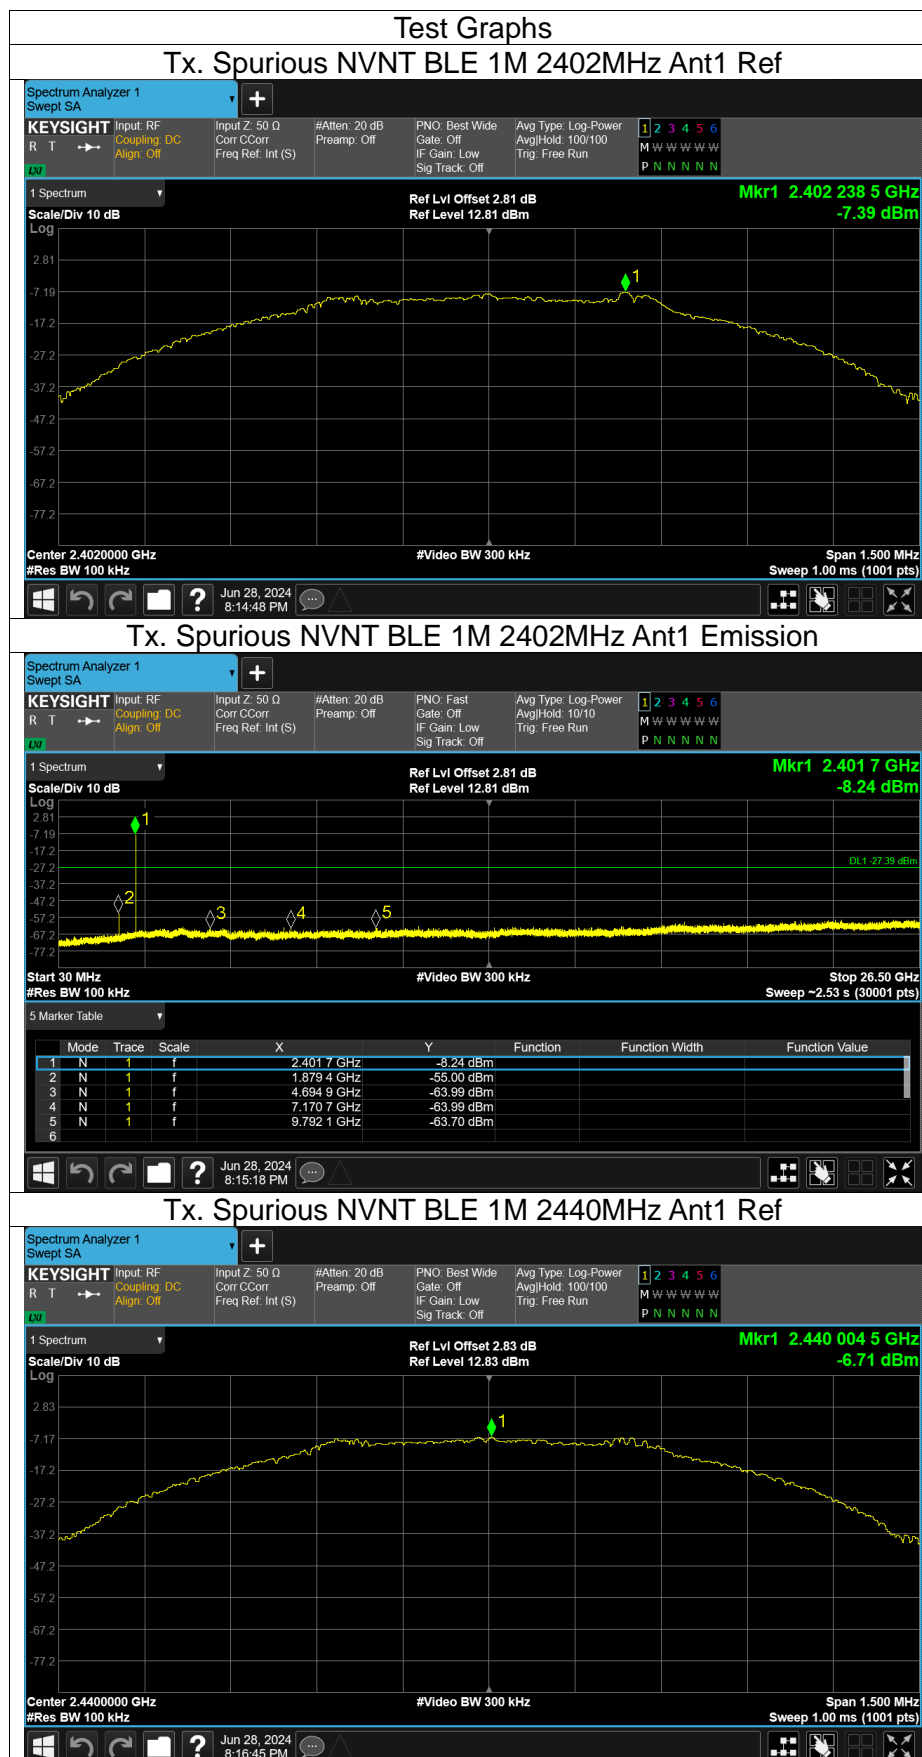 Test Graphs
Tx. Spurious NVNT BLE 1M 2402MHz Ant1 Ref
Spectrum Analyzer 1
Swept SA
+
KEYSIGHT
R T
LXI
Input: RF
Coupling: DC
Align: Off
Input Z: 50 Ω
Corr CCorr
Freq Ref: Int (S)
#Atten: 20 dB
Preamp: Off
PNO: Best Wide
Gate: Off
IF Gain: Low
Sig Track: Off
Avg Type: Log-Power
Avg|Hold: 100/100
Trig: Free Run
1 2 3 4 5 6
M W W W W W
P N N N N N
1 Spectrum
Scale/Div 10 dB
Ref Lvl Offset 2.81 dB
Ref Level 12.81 dBm
Mkr1 2.402 238 5 GHz
-7.39 dBm
Log
2.81
-7.19
-17.2
-27.2
-37.2
-47.2
-57.2
-67.2
-77.2
1
Center 2.4020000 GHz
#Res BW 100 kHz
#Video BW 300 kHz
Span 1.500 MHz
Sweep 1.00 ms (1001 pts)
Jun 28, 2024
8:14:48 PM
Tx. Spurious NVNT BLE 1M 2402MHz Ant1 Emission
Spectrum Analyzer 1
Swept SA
+
KEYSIGHT
R T
LXI
Input: RF
Coupling: DC
Align: Off
Input Z: 50 Ω
Corr CCorr
Freq Ref: Int (S)
#Atten: 20 dB
Preamp: Off
PNO: Fast
Gate: Off
IF Gain: Low
Sig Track: Off
Avg Type: Log-Power
Avg|Hold: 10/10
Trig: Free Run
1 2 3 4 5 6
M W W W W W
P N N N N N
1 Spectrum
Scale/Div 10 dB
Ref Lvl Offset 2.81 dB
Ref Level 12.81 dBm
Mkr1 2.401 7 GHz
-8.24 dBm
Log
2.81
-7.19
-17.2
-27.2
-37.2
-47.2
-57.2
-67.2
-77.2
1
2
3
4
5
DL1 -27.39 dBm
Start 30 MHz
#Res BW 100 kHz
#Video BW 300 kHz
Stop 26.50 GHz
Sweep ~2.53 s (30001 pts)
5 Marker Table
Mode Trace Scale X Y Function Function Width Function Value
1 N 1 f 2.401 7 GHz -8.24 dBm
2 N 1 f 1.879 4 GHz -55.00 dBm
3 N 1 f 4.694 9 GHz -63.99 dBm
4 N 1 f 7.170 7 GHz -63.99 dBm
5 N 1 f 9.792 1 GHz -63.70 dBm
6
Jun 28, 2024
8:15:18 PM
Tx. Spurious NVNT BLE 1M 2440MHz Ant1 Ref
Spectrum Analyzer 1
Swept SA
+
KEYSIGHT
R T
LXI
Input: RF
Coupling: DC
Align: Off
Input Z: 50 Ω
Corr CCorr
Freq Ref: Int (S)
#Atten: 20 dB
Preamp: Off
PNO: Best Wide
Gate: Off
IF Gain: Low
Sig Track: Off
Avg Type: Log-Power
Avg|Hold: 100/100
Trig: Free Run
1 2 3 4 5 6
M W W W W W
P N N N N N
1 Spectrum
Scale/Div 10 dB
Ref Lvl Offset 2.83 dB
Ref Level 12.83 dBm
Mkr1 2.440 004 5 GHz
-6.71 dBm
Log
2.83
-7.17
-17.2
-27.2
-37.2
-47.2
-57.2
-67.2
-77.2
1
Center 2.4400000 GHz
#Res BW 100 kHz
#Video BW 300 kHz
Span 1.500 MHz
Sweep 1.00 ms (1001 pts)
Jun 28, 2024
8:16:45 PM